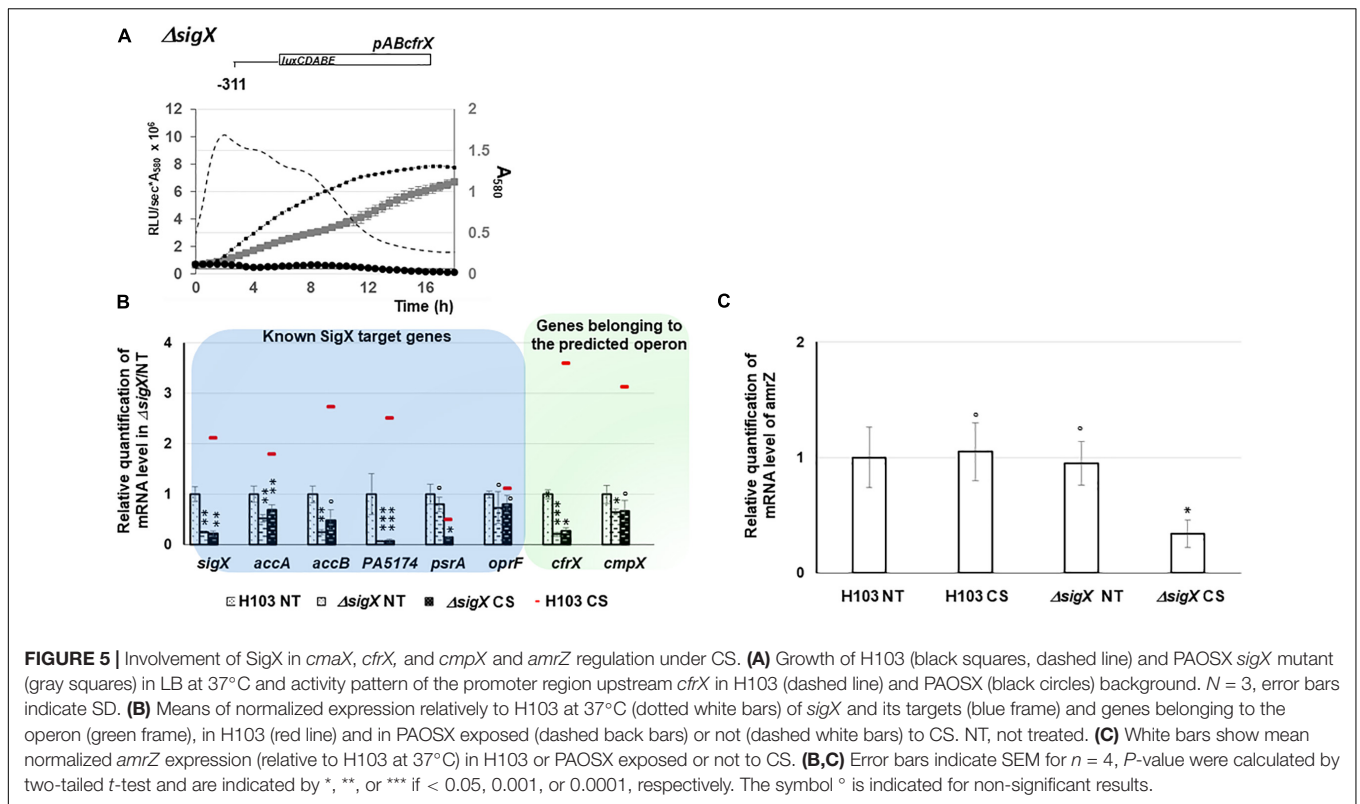 A
ΔsigX
pABcfrX
luxCDABE
-311
RLU/sec*A580 x 10⁶
12
10
8
6
4
2
0
2
1.5
1
0.5
0
A580
0 4 8 12 16
Time (h)
B
Known SigX target genes
Genes belonging to
the predicted operon
Relative quantification of
mRNA level in ΔsigX/NT
4
3
2
1
0
** ** ** ** ** ° *** *** ° * ° ° * *** * * °
sigX accA accB PA5174 psrA oprF cfrX cmpX
H103 NT ΔsigX NT ΔsigX CS H103 CS
C
Relative quantification of
mRNA level of amrZ
2
1
0
° ° *
H103 NT H103 CS ΔsigX NT ΔsigX CS
FIGURE 5 | Involvement of SigX in cmaX, cfrX, and cmpX and amrZ regulation under CS. (A) Growth of H103 (black squares, dashed line) and PAOSX sigX mutant
(gray squares) in LB at 37°C and activity pattern of the promoter region upstream cfrX in H103 (dashed line) and PAOSX (black circles) background. N = 3, error bars
indicate SD. (B) Means of normalized expression relatively to H103 at 37°C (dotted white bars) of sigX and its targets (blue frame) and genes belonging to the
operon (green frame), in H103 (red line) and in PAOSX exposed (dashed back bars) or not (dashed white bars) to CS. NT, not treated. (C) White bars show mean
normalized amrZ expression (relative to H103 at 37°C) in H103 or PAOSX exposed or not to CS. (B,C) Error bars indicate SEM for n = 4, P-value were calculated by
two-tailed t-test and are indicated by *, **, or *** if < 0.05, 0.001, or 0.0001, respectively. The symbol ° is indicated for non-significant results.